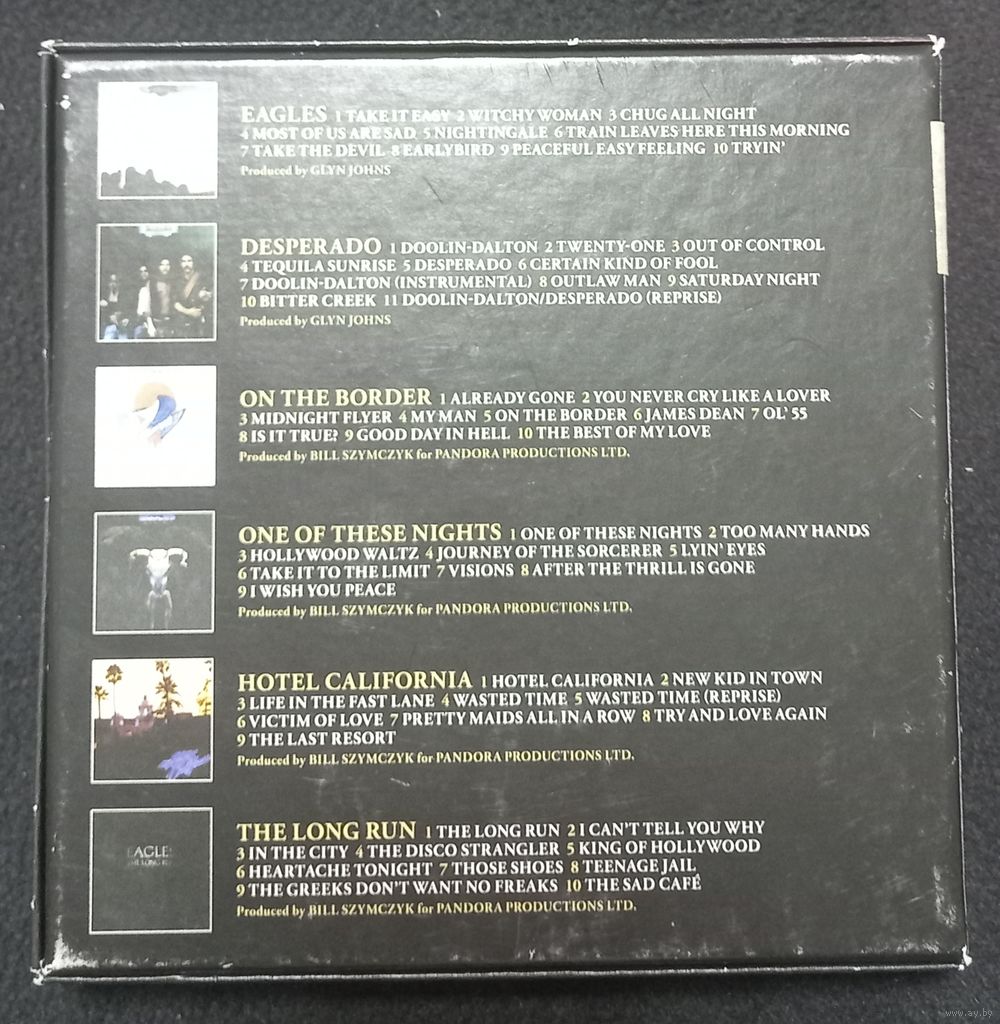 EAGLES 1 TAKE IT EASY 2 WITCHY WOMAN 3 CHUG ALL NIGHT
4 MOST OF US ARE SAD 5 NIGHTINGALE 6 TRAIN LEAVES HERE THIS MORNING
7 TAKE THE DEVIL 8 EARLYBIRD 9 PEACEFUL EASY FEELING 10 TRYIN'
Produced by GLYN JOHNS
DESPERADO 1 DOOLIN-DALTON 2 TWENTY-ONE 3 OUT OF CONTROL
4 TEQUILA SUNRISE 5 DESPERADO 6 CERTAIN KIND OF FOOL
7 DOOLIN-DALTON (INSTRUMENTAL) 8 OUTLAW MAN 9 SATURDAY NIGHT
10 BITTER CREEK 11 DOOLIN-DALTON/DESPERADO (REPRISE)
Produced by GLYN JOHNS
ON THE BORDER 1 ALREADY GONE 2 YOU NEVER CRY LIKE A LOVER
3 MIDNIGHT FLYER 4 MY MAN 5 ON THE BORDER 6 JAMES DEAN 7 OL' 55
8 IS IT TRUE? 9 GOOD DAY IN HELL 10 THE BEST OF MY LOVE
Produced by BILL SZYMCZYK for PANDORA PRODUCTIONS LTD.
ONE OF THESE NIGHTS 1 ONE OF THESE NIGHTS 2 TOO MANY HANDS
3 HOLLYWOOD WALTZ 4 JOURNEY OF THE SORCERER 5 LYIN' EYES
6 TAKE IT TO THE LIMIT 7 VISIONS 8 AFTER THE THRILL IS GONE
9 I WISH YOU PEACE
Produced by BILL SZYMCZYK for PANDORA PRODUCTIONS LTD.
HOTEL CALIFORNIA 1 HOTEL CALIFORNIA 2 NEW KID IN TOWN
3 LIFE IN THE FAST LANE 4 WASTED TIME 5 WASTED TIME (REPRISE)
6 VICTIM OF LOVE 7 PRETTY MAIDS ALL IN A ROW 8 TRY AND LOVE AGAIN
9 THE LAST RESORT
Produced by BILL SZYMCZYK for PANDORA PRODUCTIONS LTD.
EAGLES
THE LONG RUN
THE LONG RUN 1 THE LONG RUN 2 I CAN'T TELL YOU WHY
3 IN THE CITY 4 THE DISCO STRANGLER 5 KING OF HOLLYWOOD
6 HEARTACHE TONIGHT 7 THOSE SHOES 8 TEENAGE JAIL
9 THE GREEKS DON'T WANT NO FREAKS 10 THE SAD CAFÉ
Produced by BILL SZYMCZYK for PANDORA PRODUCTIONS LTD.
www.ay.by